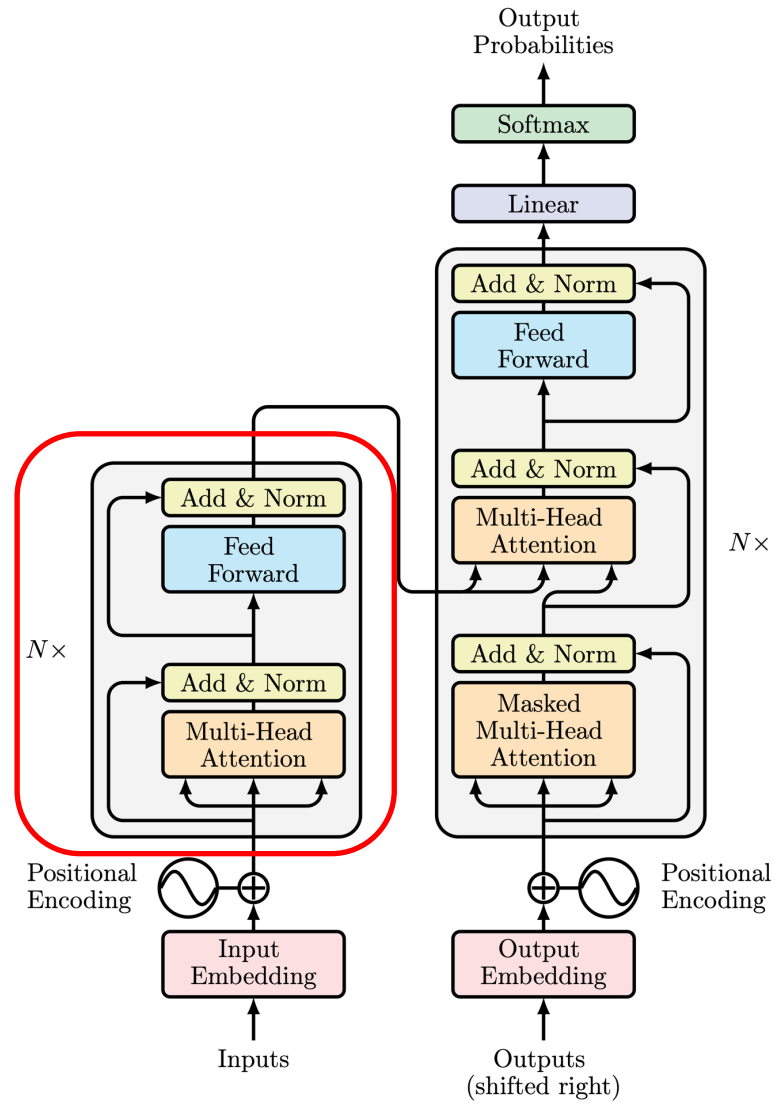 Output
Probabilities
Softmax
Linear
Add & Norm
Feed
Forward
Add & Norm
Multi-Head
Attention
N×
Add & Norm
Masked
Multi-Head
Attention
Positional
Encoding
Output
Embedding
Outputs
(shifted right)
Add & Norm
Feed
Forward
N×
Add & Norm
Multi-Head
Attention
Positional
Encoding
Input
Embedding
Inputs